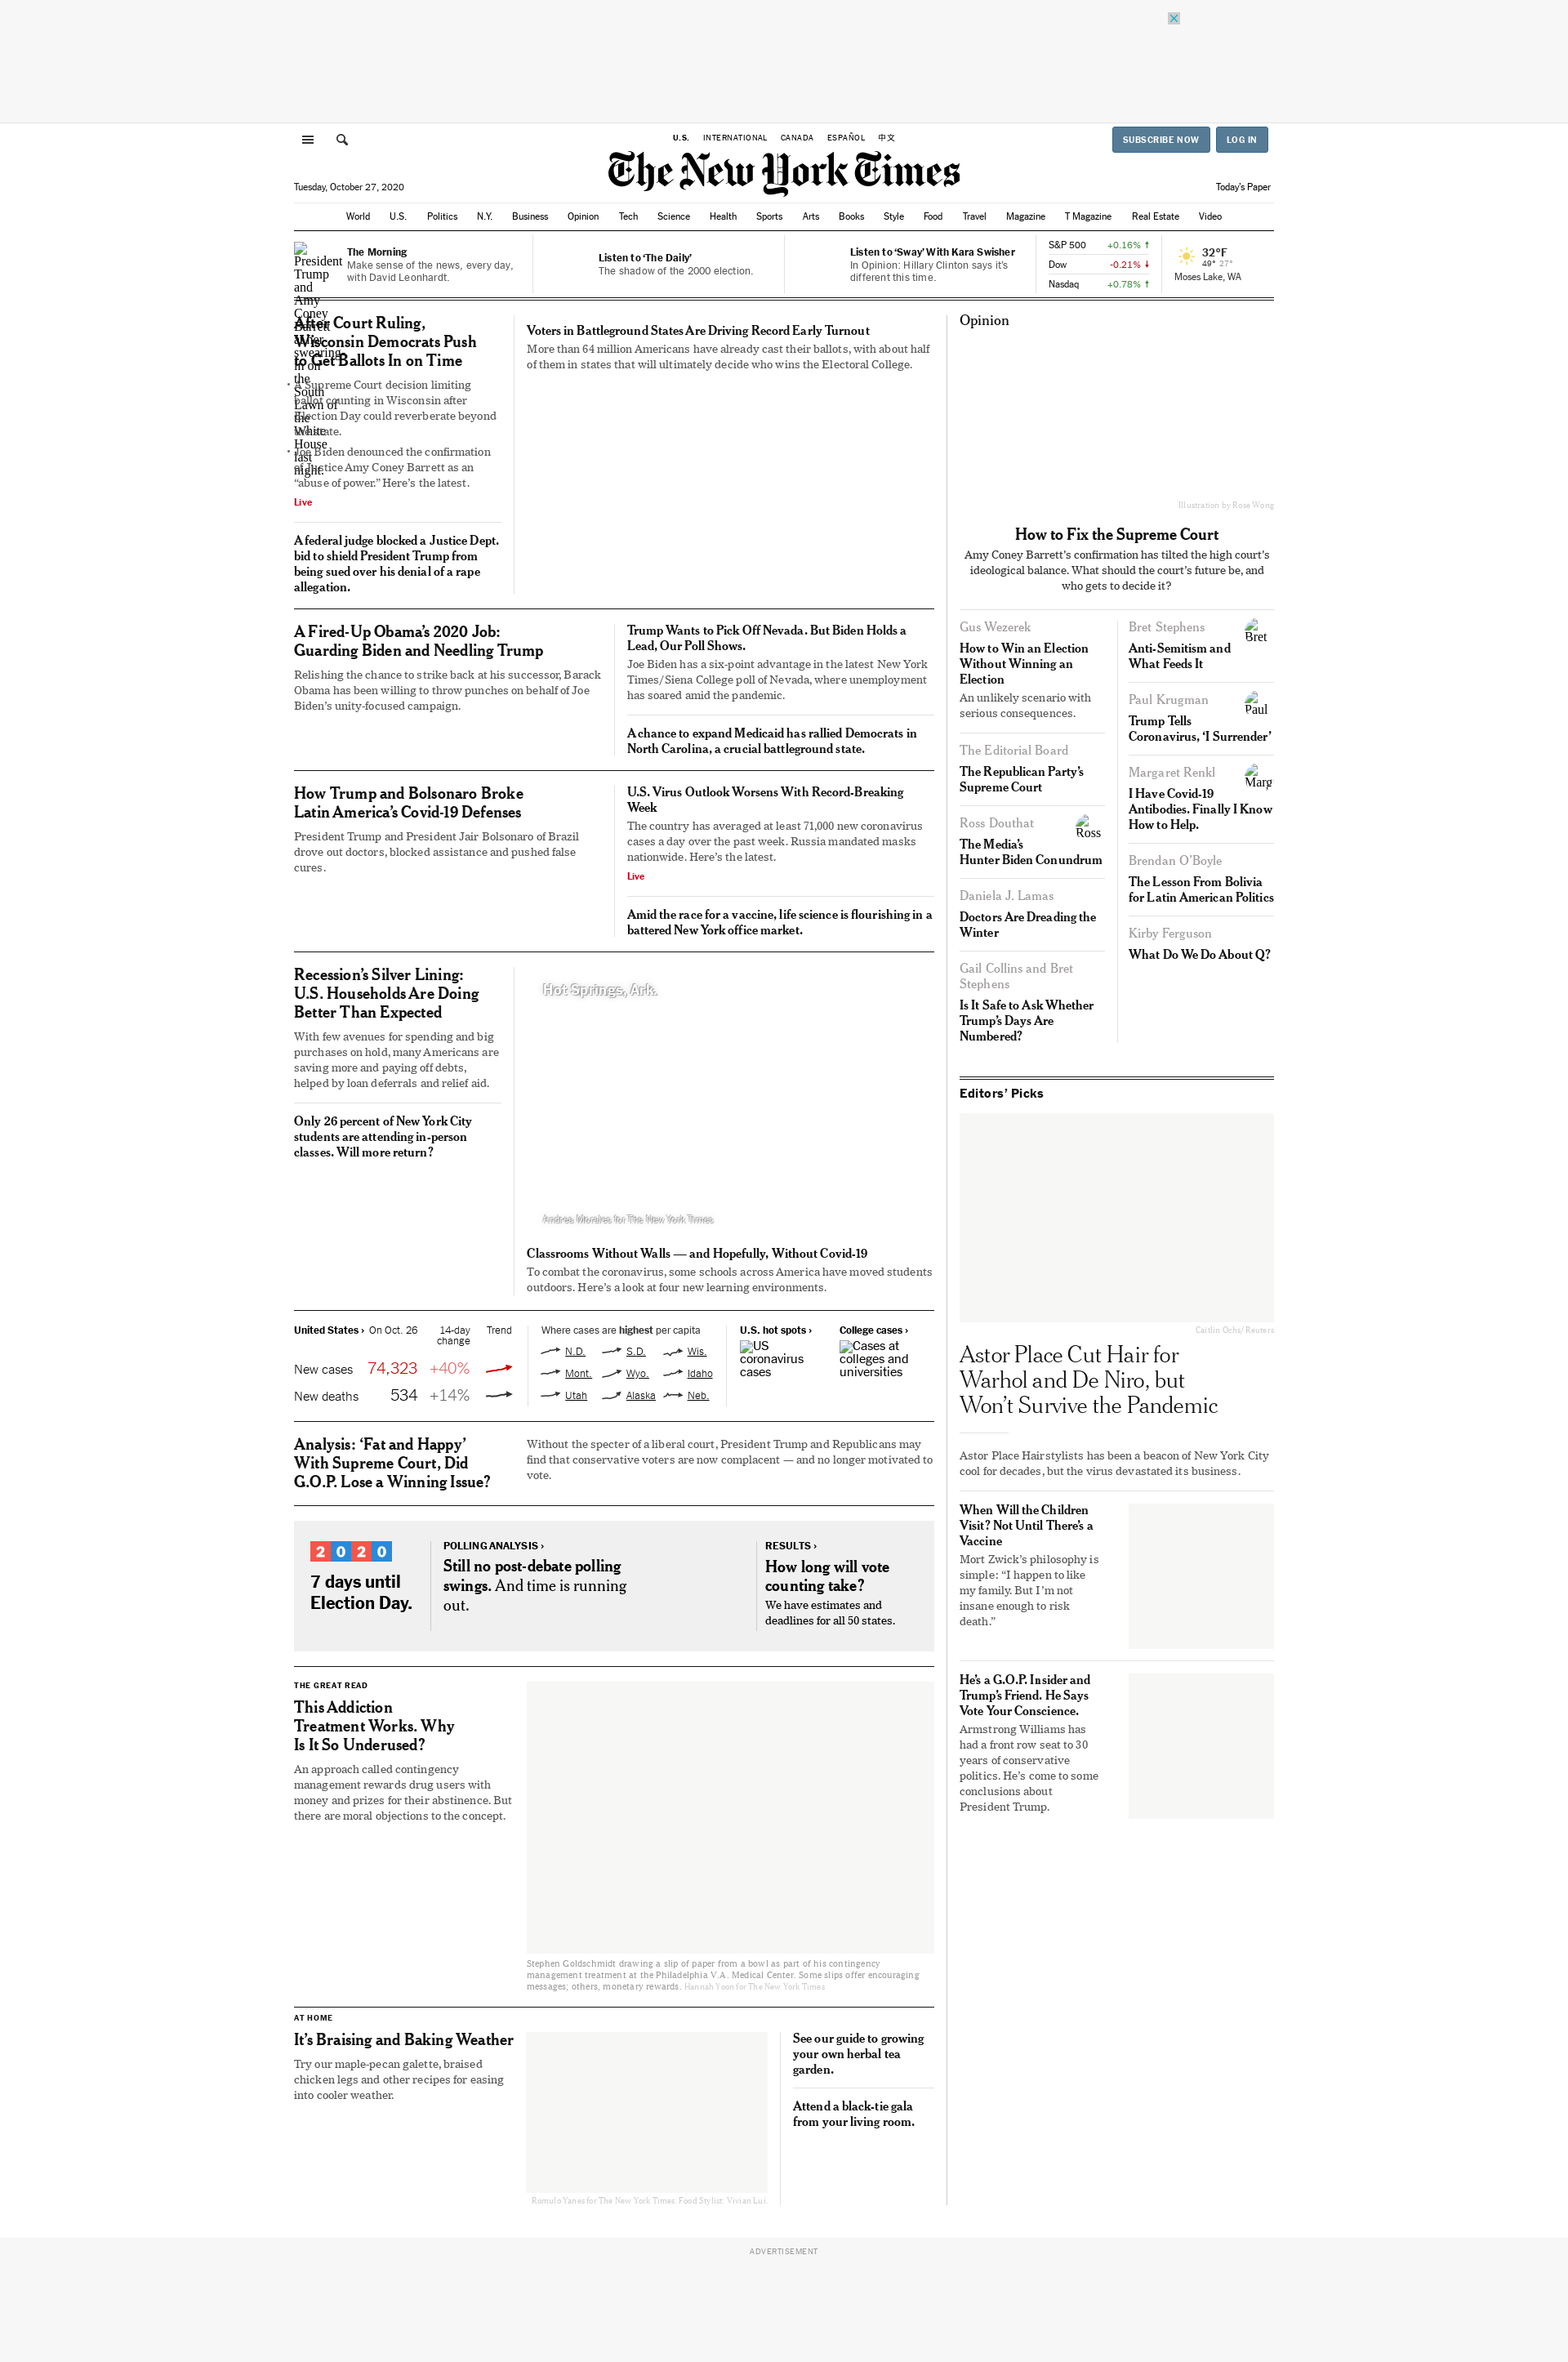 U.S. INTERNATIONAL CANADA ESPAÑOL 中文
SUBSCRIBE NOW LOG IN
The New York Times
Tuesday, October 27, 2020
Today's Paper
World U.S. Politics N.Y. Business Opinion Tech Science Health Sports Arts Books Style Food Travel Magazine T Magazine Real Estate Video
President
Trump
and
Amy
Coney
Barrett
at her
swearing-
in on
the
South
Lawn of
the
White
House
last
night.
The Morning
Make sense of the news, every day,
with David Leonhardt.
Listen to ‘The Daily’
The shadow of the 2000 election.
Listen to ‘Sway’ With Kara Swisher
In Opinion: Hillary Clinton says it’s
different this time.
S&P 500 +0.16% ↑
Dow -0.21% ↓
Nasdaq +0.78% ↑
32°F
49° 27°
Moses Lake, WA
After Court Ruling,
Wisconsin Democrats Push
to Get Ballots In on Time
• A Supreme Court decision limiting
ballot counting in Wisconsin after
Election Day could reverberate beyond
the state.
• Joe Biden denounced the confirmation
of Justice Amy Coney Barrett as an
“abuse of power.” Here’s the latest.
Live
A federal judge blocked a Justice Dept.
bid to shield President Trump from
being sued over his denial of a rape
allegation.
Voters in Battleground States Are Driving Record Early Turnout
More than 64 million Americans have already cast their ballots, with about half
of them in states that will ultimately decide who wins the Electoral College.
A Fired-Up Obama’s 2020 Job:
Guarding Biden and Needling Trump
Relishing the chance to strike back at his successor, Barack
Obama has been willing to throw punches on behalf of Joe
Biden’s unity-focused campaign.
Trump Wants to Pick Off Nevada. But Biden Holds a
Lead, Our Poll Shows.
Joe Biden has a six-point advantage in the latest New York
Times/Siena College poll of Nevada, where unemployment
has soared amid the pandemic.
A chance to expand Medicaid has rallied Democrats in
North Carolina, a crucial battleground state.
How Trump and Bolsonaro Broke
Latin America’s Covid-19 Defenses
President Trump and President Jair Bolsonaro of Brazil
drove out doctors, blocked assistance and pushed false
cures.
U.S. Virus Outlook Worsens With Record-Breaking
Week
The country has averaged at least 71,000 new coronavirus
cases a day over the past week. Russia mandated masks
nationwide. Here’s the latest.
Live
Amid the race for a vaccine, life science is flourishing in a
battered New York office market.
Recession’s Silver Lining:
U.S. Households Are Doing
Better Than Expected
With few avenues for spending and big
purchases on hold, many Americans are
saving more and paying off debts,
helped by loan deferrals and relief aid.
Only 26 percent of New York City
students are attending in-person
classes. Will more return?
Hot Springs, Ark.
Andrea Morales for The New York Times
Classrooms Without Walls — and Hopefully, Without Covid-19
To combat the coronavirus, some schools across America have moved students
outdoors. Here’s a look at four new learning environments.
United States › On Oct. 26 14-day
change Trend
New cases 74,323 +40%
New deaths 534 +14%
Where cases are highest per capita
N.D. S.D. Wis.
Mont. Wyo. Idaho
Utah Alaska Neb.
U.S. hot spots ›
US
coronavirus
cases
College cases ›
Cases at
colleges and
universities
Analysis: ‘Fat and Happy’
With Supreme Court, Did
G.O.P. Lose a Winning Issue?
Without the specter of a liberal court, President Trump and Republicans may
find that conservative voters are now complacent — and no longer motivated to
vote.
2020
7 days until
Election Day.
POLLING ANALYSIS ›
Still no post-debate polling
swings. And time is running
out.
RESULTS ›
How long will vote
counting take?
We have estimates and
deadlines for all 50 states.
THE GREAT READ
This Addiction
Treatment Works. Why
Is It So Underused?
An approach called contingency
management rewards drug users with
money and prizes for their abstinence. But
there are moral objections to the concept.
Stephen Goldschmidt drawing a slip of paper from a bowl as part of his contingency
management treatment at the Philadelphia V.A. Medical Center. Some slips offer encouraging
messages; others, monetary rewards. Hannah Yoon for The New York Times
AT HOME
It’s Braising and Baking Weather
Try our maple-pecan galette, braised
chicken legs and other recipes for easing
into cooler weather.
Romulo Yanes for The New York Times. Food Stylist: Vivian Lui.
See our guide to growing
your own herbal tea
garden.
Attend a black-tie gala
from your living room.
Opinion
Illustration by Rose Wong
How to Fix the Supreme Court
Amy Coney Barrett’s confirmation has tilted the high court’s
ideological balance. What should the court’s future be, and
who gets to decide it?
Gus Wezerek
How to Win an Election
Without Winning an
Election
An unlikely scenario with
serious consequences.
The Editorial Board
The Republican Party’s
Supreme Court
Ross Douthat
Ross
The Media’s
Hunter Biden Conundrum
Daniela J. Lamas
Doctors Are Dreading the
Winter
Gail Collins and Bret
Stephens
Is It Safe to Ask Whether
Trump’s Days Are
Numbered?
Bret Stephens
Bret
Anti-Semitism and
What Feeds It
Paul Krugman
Paul
Trump Tells
Coronavirus, ‘I Surrender’
Margaret Renkl
Marg
I Have Covid-19
Antibodies. Finally I Know
How to Help.
Brendan O’Boyle
The Lesson From Bolivia
for Latin American Politics
Kirby Ferguson
What Do We Do About Q?
Editors’ Picks
Caitlin Ochs/Reuters
Astor Place Cut Hair for
Warhol and De Niro, but
Won’t Survive the Pandemic
Astor Place Hairstylists has been a beacon of New York City
cool for decades, but the virus devastated its business.
When Will the Children
Visit? Not Until There’s a
Vaccine
Mort Zwick’s philosophy is
simple: “I happen to like
my family. But I’m not
insane enough to risk
death.”
He’s a G.O.P. Insider and
Trump’s Friend. He Says
Vote Your Conscience.
Armstrong Williams has
had a front row seat to 30
years of conservative
politics. He’s come to some
conclusions about
President Trump.
ADVERTISEMENT